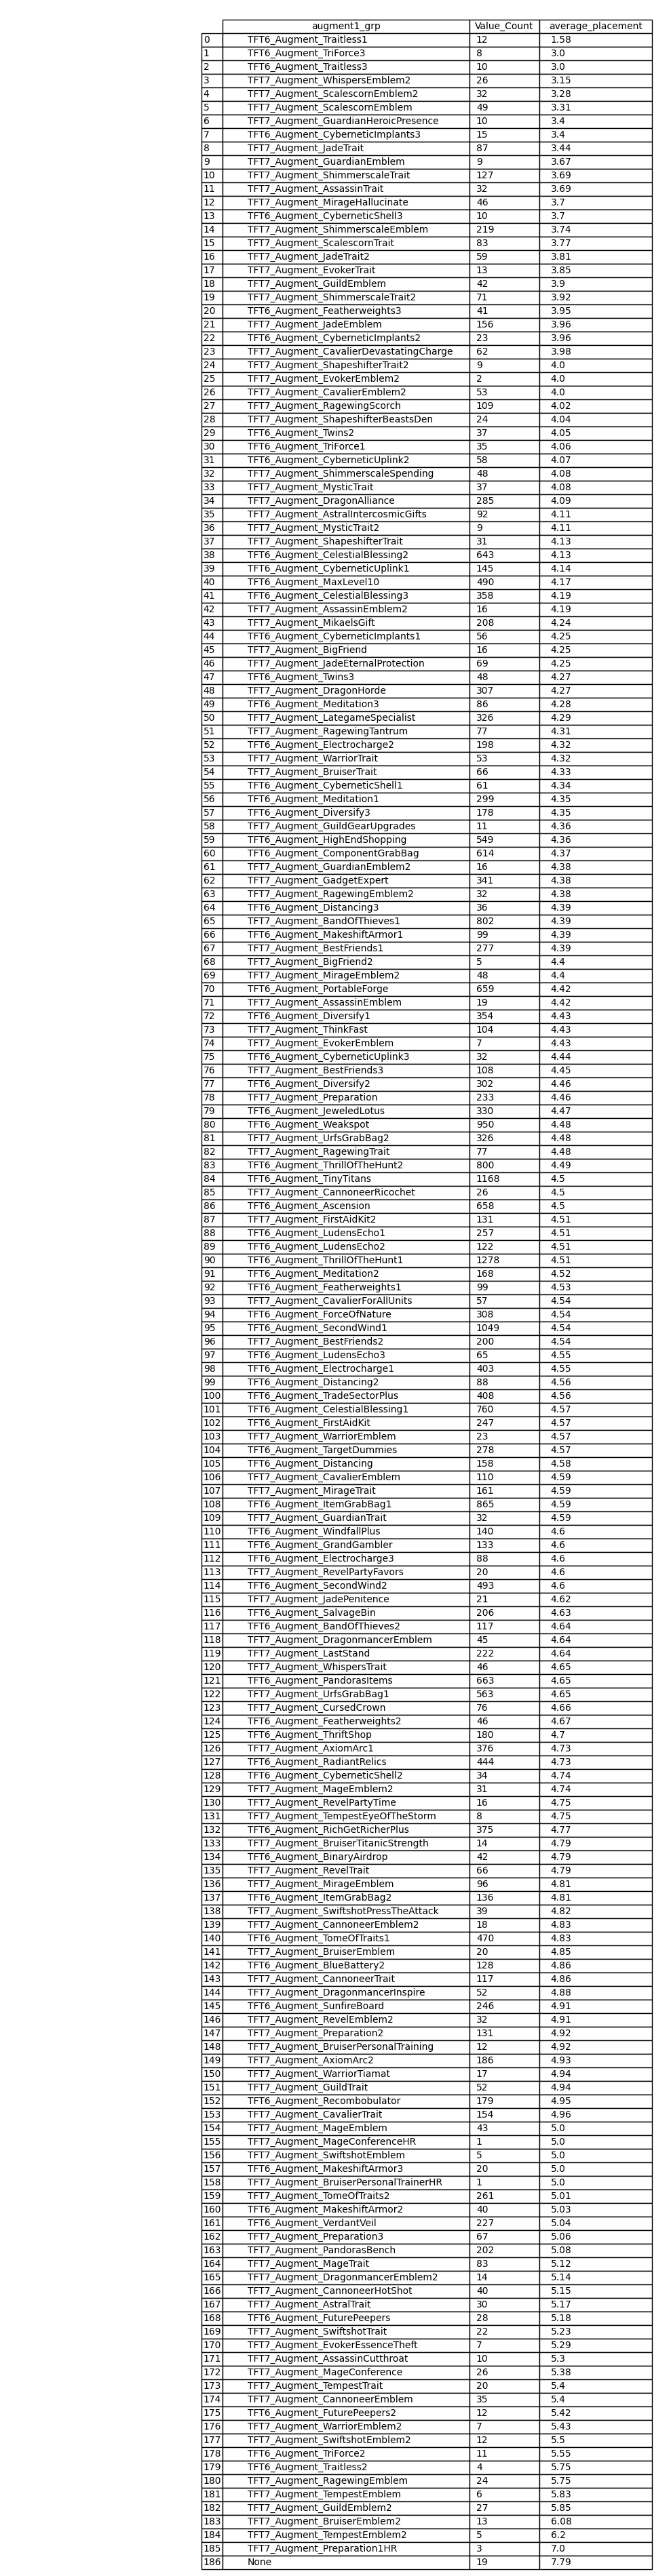 augment1_grp Value_Count average_placement
0 TFT6_Augment_Traitless1 12 1.58
1 TFT6_Augment_TriForce3 8 3.0
2 TFT6_Augment_Traitless3 10 3.0
3 TFT7_Augment_WhispersEmblem2 26 3.15
4 TFT7_Augment_ScalescornEmblem2 32 3.28
5 TFT7_Augment_ScalescornEmblem 49 3.31
6 TFT7_Augment_GuardianHeroicPresence 10 3.4
7 TFT6_Augment_CyberneticImplants3 15 3.4
8 TFT7_Augment_JadeTrait 87 3.44
9 TFT7_Augment_GuardianEmblem 9 3.67
10 TFT7_Augment_ShimmerscaleTrait 127 3.69
11 TFT7_Augment_AssassinTrait 32 3.69
12 TFT7_Augment_MirageHallucinate 46 3.7
13 TFT6_Augment_CyberneticShell3 10 3.7
14 TFT7_Augment_ShimmerscaleEmblem 219 3.74
15 TFT7_Augment_ScalescornTrait 83 3.77
16 TFT7_Augment_JadeTrait2 59 3.81
17 TFT7_Augment_EvokerTrait 13 3.85
18 TFT7_Augment_GuildEmblem 42 3.9
19 TFT7_Augment_ShimmerscaleTrait2 71 3.92
20 TFT6_Augment_Featherweights3 41 3.95
21 TFT7_Augment_JadeEmblem 156 3.96
22 TFT6_Augment_CyberneticImplants2 23 3.96
23 TFT7_Augment_CavalierDevastatingCharge 62 3.98
24 TFT7_Augment_ShapeshifterTrait2 9 4.0
25 TFT7_Augment_EvokerEmblem2 2 4.0
26 TFT7_Augment_CavalierEmblem2 53 4.0
27 TFT7_Augment_RagewingScorch 109 4.02
28 TFT7_Augment_ShapeshifterBeastsDen 24 4.04
29 TFT6_Augment_Twins2 37 4.05
30 TFT6_Augment_TriForce1 35 4.06
31 TFT6_Augment_CyberneticUplink2 58 4.07
32 TFT7_Augment_ShimmerscaleSpending 48 4.08
33 TFT7_Augment_MysticTrait 37 4.08
34 TFT7_Augment_DragonAlliance 285 4.09
35 TFT7_Augment_AstralIntercosmicGifts 92 4.11
36 TFT7_Augment_MysticTrait2 9 4.11
37 TFT7_Augment_ShapeshifterTrait 31 4.13
38 TFT6_Augment_CelestialBlessing2 643 4.13
39 TFT6_Augment_CyberneticUplink1 145 4.14
40 TFT6_Augment_MaxLevel10 490 4.17
41 TFT6_Augment_CelestialBlessing3 358 4.19
42 TFT7_Augment_AssassinEmblem2 16 4.19
43 TFT7_Augment_MikaelsGift 208 4.24
44 TFT6_Augment_CyberneticImplants1 56 4.25
45 TFT7_Augment_BigFriend 16 4.25
46 TFT7_Augment_JadeEternalProtection 69 4.25
47 TFT6_Augment_Twins3 48 4.27
48 TFT7_Augment_DragonHorde 307 4.27
49 TFT6_Augment_Meditation3 86 4.28
50 TFT7_Augment_LategameSpecialist 326 4.29
51 TFT7_Augment_RagewingTantrum 77 4.31
52 TFT6_Augment_Electrocharge2 198 4.32
53 TFT7_Augment_WarriorTrait 53 4.32
54 TFT7_Augment_BruiserTrait 66 4.33
55 TFT6_Augment_CyberneticShell1 61 4.34
56 TFT6_Augment_Meditation1 299 4.35
57 TFT6_Augment_Diversify3 178 4.35
58 TFT7_Augment_GuildGearUpgrades 11 4.36
59 TFT6_Augment_HighEndShopping 549 4.36
60 TFT6_Augment_ComponentGrabBag 614 4.37
61 TFT7_Augment_GuardianEmblem2 16 4.38
62 TFT7_Augment_GadgetExpert 341 4.38
63 TFT7_Augment_RagewingEmblem2 32 4.38
64 TFT6_Augment_Distancing3 36 4.39
65 TFT7_Augment_BandOfThieves1 802 4.39
66 TFT6_Augment_MakeshiftArmor1 99 4.39
67 TFT7_Augment_BestFriends1 277 4.39
68 TFT7_Augment_BigFriend2 5 4.4
69 TFT7_Augment_MirageEmblem2 48 4.4
70 TFT6_Augment_PortableForge 659 4.42
71 TFT7_Augment_AssassinEmblem 19 4.42
72 TFT6_Augment_Diversify1 354 4.43
73 TFT7_Augment_ThinkFast 104 4.43
74 TFT7_Augment_EvokerEmblem 7 4.43
75 TFT6_Augment_CyberneticUplink3 32 4.44
76 TFT7_Augment_BestFriends3 108 4.45
77 TFT6_Augment_Diversify2 302 4.46
78 TFT7_Augment_Preparation 233 4.46
79 TFT6_Augment_JeweledLotus 330 4.47
80 TFT6_Augment_Weakspot 950 4.48
81 TFT7_Augment_UrfsGrabBag2 326 4.48
82 TFT7_Augment_RagewingTrait 77 4.48
83 TFT6_Augment_ThrillOfTheHunt2 800 4.49
84 TFT6_Augment_TinyTitans 1168 4.5
85 TFT7_Augment_CannoneerRicochet 26 4.5
86 TFT6_Augment_Ascension 658 4.5
87 TFT7_Augment_FirstAidKit2 131 4.51
88 TFT6_Augment_LudensEcho1 257 4.51
89 TFT6_Augment_LudensEcho2 122 4.51
90 TFT6_Augment_ThrillOfTheHunt1 1278 4.51
91 TFT6_Augment_Meditation2 168 4.52
92 TFT6_Augment_Featherweights1 99 4.53
93 TFT7_Augment_CavalierForAllUnits 57 4.54
94 TFT6_Augment_ForceOfNature 308 4.54
95 TFT6_Augment_SecondWind1 1049 4.54
96 TFT7_Augment_BestFriends2 200 4.54
97 TFT6_Augment_LudensEcho3 65 4.55
98 TFT6_Augment_Electrocharge1 403 4.55
99 TFT6_Augment_Distancing2 88 4.56
100 TFT6_Augment_TradeSectorPlus 408 4.56
101 TFT6_Augment_CelestialBlessing1 760 4.57
102 TFT6_Augment_FirstAidKit 247 4.57
103 TFT7_Augment_WarriorEmblem 23 4.57
104 TFT6_Augment_TargetDummies 278 4.57
105 TFT6_Augment_Distancing 158 4.58
106 TFT7_Augment_CavalierEmblem 110 4.59
107 TFT7_Augment_MirageTrait 161 4.59
108 TFT6_Augment_ItemGrabBag1 865 4.59
109 TFT7_Augment_GuardianTrait 32 4.59
110 TFT6_Augment_WindfallPlus 140 4.6
111 TFT6_Augment_GrandGambler 133 4.6
112 TFT6_Augment_Electrocharge3 88 4.6
113 TFT7_Augment_RevelPartyFavors 20 4.6
114 TFT6_Augment_SecondWind2 493 4.6
115 TFT7_Augment_JadePenitence 21 4.62
116 TFT6_Augment_SalvageBin 206 4.63
117 TFT6_Augment_BandOfThieves2 117 4.64
118 TFT7_Augment_DragonmancerEmblem 45 4.64
119 TFT7_Augment_LastStand 222 4.64
120 TFT7_Augment_WhispersTrait 46 4.65
121 TFT6_Augment_PandorasItems 663 4.65
122 TFT7_Augment_UrfsGrabBag1 563 4.65
123 TFT7_Augment_CursedCrown 76 4.66
124 TFT6_Augment_Featherweights2 46 4.67
125 TFT6_Augment_ThriftShop 180 4.7
126 TFT7_Augment_AxiomArc1 376 4.73
127 TFT6_Augment_RadiantRelics 444 4.73
128 TFT6_Augment_CyberneticShell2 34 4.74
129 TFT7_Augment_MageEmblem2 31 4.74
130 TFT7_Augment_RevelPartyTime 16 4.75
131 TFT7_Augment_TempestEyeOfTheStorm 8 4.75
132 TFT6_Augment_RichGetRicherPlus 375 4.77
133 TFT7_Augment_BruiserTitanicStrength 14 4.79
134 TFT6_Augment_BinaryAirdrop 42 4.79
135 TFT7_Augment_RevelTrait 66 4.79
136 TFT7_Augment_MirageEmblem 96 4.81
137 TFT6_Augment_ItemGrabBag2 136 4.81
138 TFT7_Augment_SwiftshotPressTheAttack 39 4.82
139 TFT7_Augment_CannoneerEmblem2 18 4.83
140 TFT6_Augment_TomeOfTraits1 470 4.83
141 TFT7_Augment_BruiserEmblem 20 4.85
142 TFT6_Augment_BlueBattery2 128 4.86
143 TFT7_Augment_CannoneerTrait 117 4.86
144 TFT7_Augment_DragonmancerInspire 52 4.88
145 TFT6_Augment_SunfireBoard 246 4.91
146 TFT7_Augment_RevelEmblem2 32 4.91
147 TFT7_Augment_Preparation2 131 4.92
148 TFT7_Augment_BruiserPersonalTraining 12 4.92
149 TFT7_Augment_AxiomArc2 186 4.93
150 TFT7_Augment_WarriorTiamat 17 4.94
151 TFT7_Augment_GuildTrait 52 4.94
152 TFT6_Augment_Recombobulator 179 4.95
153 TFT7_Augment_CavalierTrait 154 4.96
154 TFT7_Augment_MageEmblem 43 5.0
155 TFT7_Augment_MageConferenceHR 1 5.0
156 TFT7_Augment_SwiftshotEmblem 5 5.0
157 TFT6_Augment_MakeshiftArmor3 20 5.0
158 TFT7_Augment_BruiserPersonalTrainerHR 1 5.0
159 TFT7_Augment_TomeOfTraits2 261 5.01
160 TFT6_Augment_MakeshiftArmor2 40 5.03
161 TFT6_Augment_VerdantVeil 227 5.04
162 TFT7_Augment_Preparation3 67 5.06
163 TFT7_Augment_PandorasBench 202 5.08
164 TFT7_Augment_MageTrait 83 5.12
165 TFT7_Augment_DragonmancerEmblem2 14 5.14
166 TFT7_Augment_CannoneerHotShot 40 5.15
167 TFT7_Augment_AstralTrait 30 5.17
168 TFT6_Augment_FuturePeepers 28 5.18
169 TFT7_Augment_SwiftshotTrait 22 5.23
170 TFT7_Augment_EvokerEssenceTheft 7 5.29
171 TFT7_Augment_AssassinCutthroat 10 5.3
172 TFT7_Augment_MageConference 26 5.38
173 TFT7_Augment_TempestTrait 20 5.4
174 TFT7_Augment_CannoneerEmblem 35 5.4
175 TFT6_Augment_FuturePeepers2 12 5.42
176 TFT7_Augment_WarriorEmblem2 7 5.43
177 TFT7_Augment_SwiftshotEmblem2 12 5.5
178 TFT6_Augment_TriForce2 11 5.55
179 TFT6_Augment_Traitless2 4 5.75
180 TFT7_Augment_RagewingEmblem 24 5.75
181 TFT7_Augment_TempestEmblem 6 5.83
182 TFT7_Augment_GuildEmblem2 27 5.85
183 TFT7_Augment_BruiserEmblem2 13 6.08
184 TFT7_Augment_TempestEmblem2 5 6.2
185 TFT7_Augment_Preparation1HR 3 7.0
186 None 19 7.79